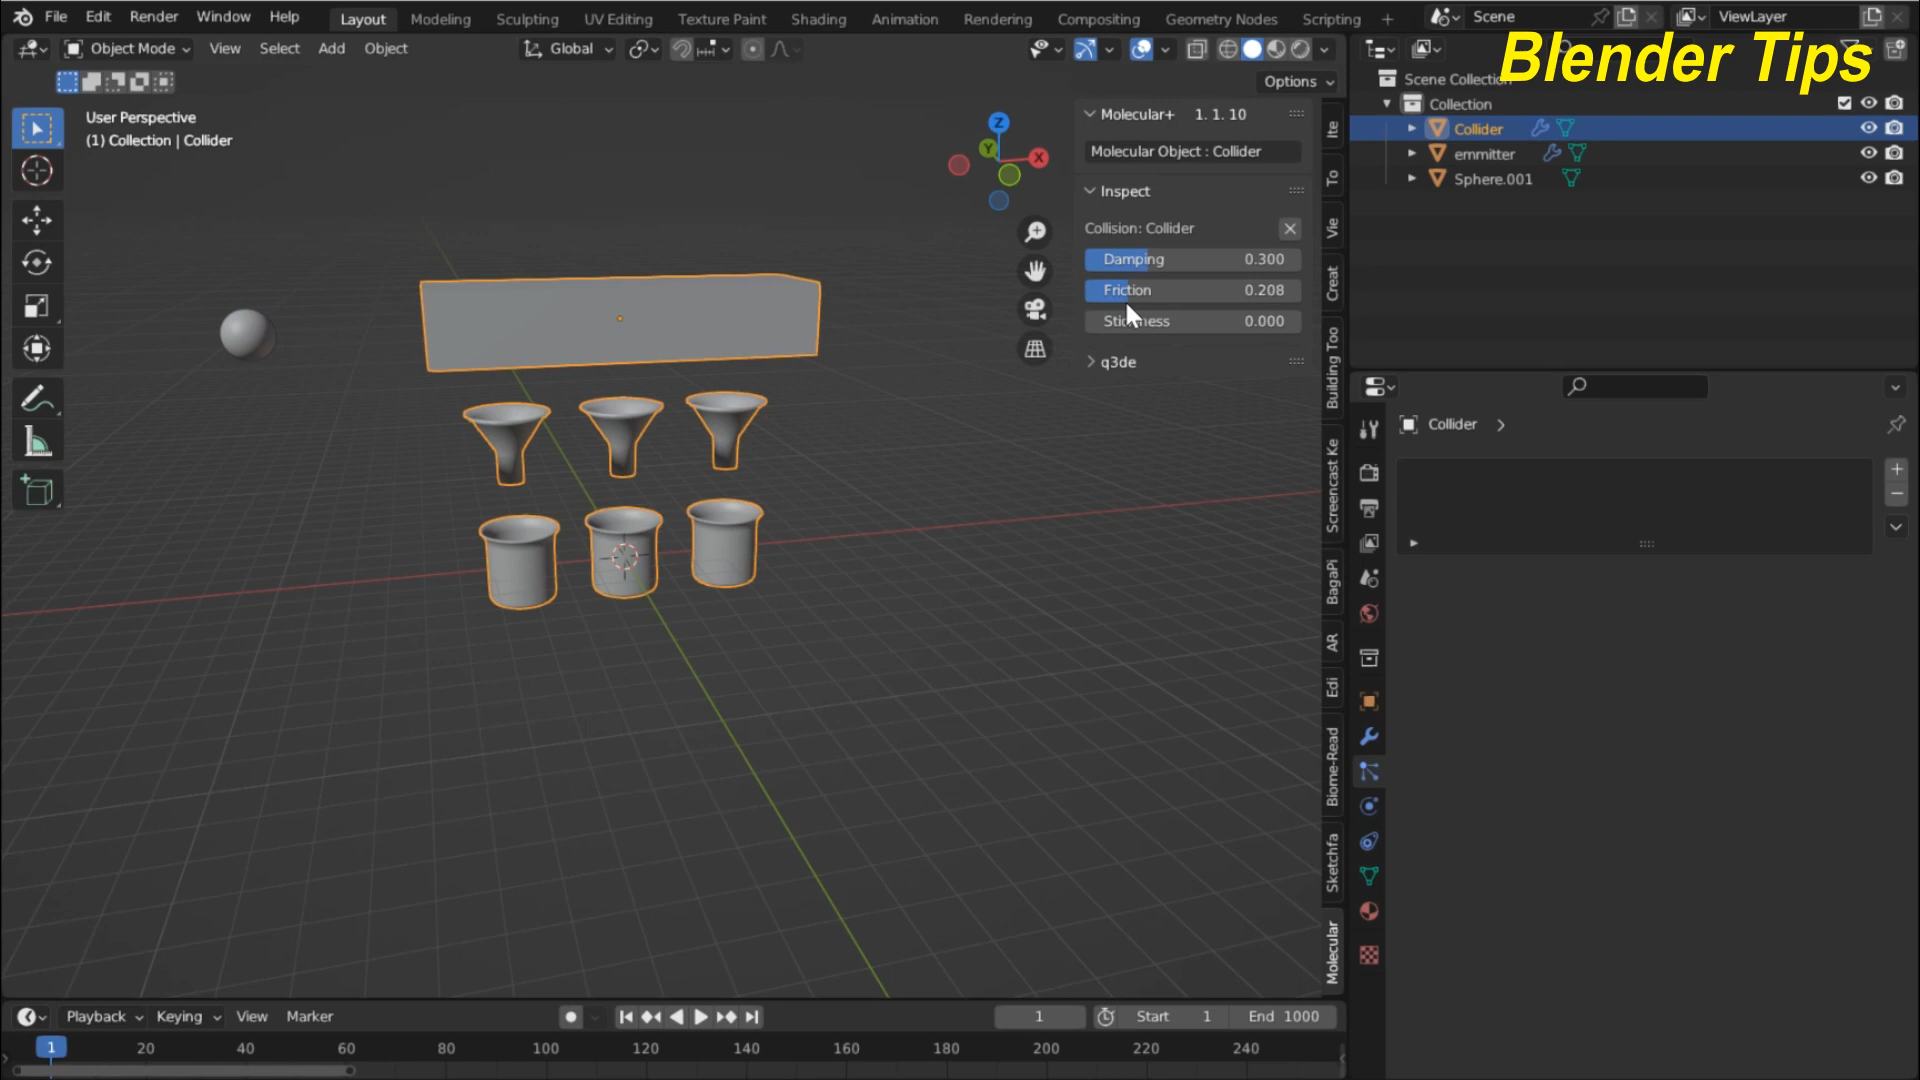 File Edit Render Window Help Layout Modeling Sculpting UV Editing Texture Paint Shading Animation Rendering Compositing Geometry Nodes Scripting + Scene ViewLayer
Object Mode View Select Add Object Global
Blender Tips
Options
Scene Collection
Collection
Collider
emmitter
Sphere.001
User Perspective
(1) Collection | Collider
Z
Y
X
Molecular+ 1. 1. 10
Molecular Object : Collider
Inspect
Collision: Collider
Damping 0.300
Friction 0.208
0.000
q3de
Ite
To
Vie
Creat
Building Too
Screencast Ke
BagaPi
AR
Edi
Biome-Read
Sketchfa
Molecular
Collider
Playback Keying View Marker 1 Start 1 End 1000
1 20 40 60 80 100 120 140 160 180 200 220 240